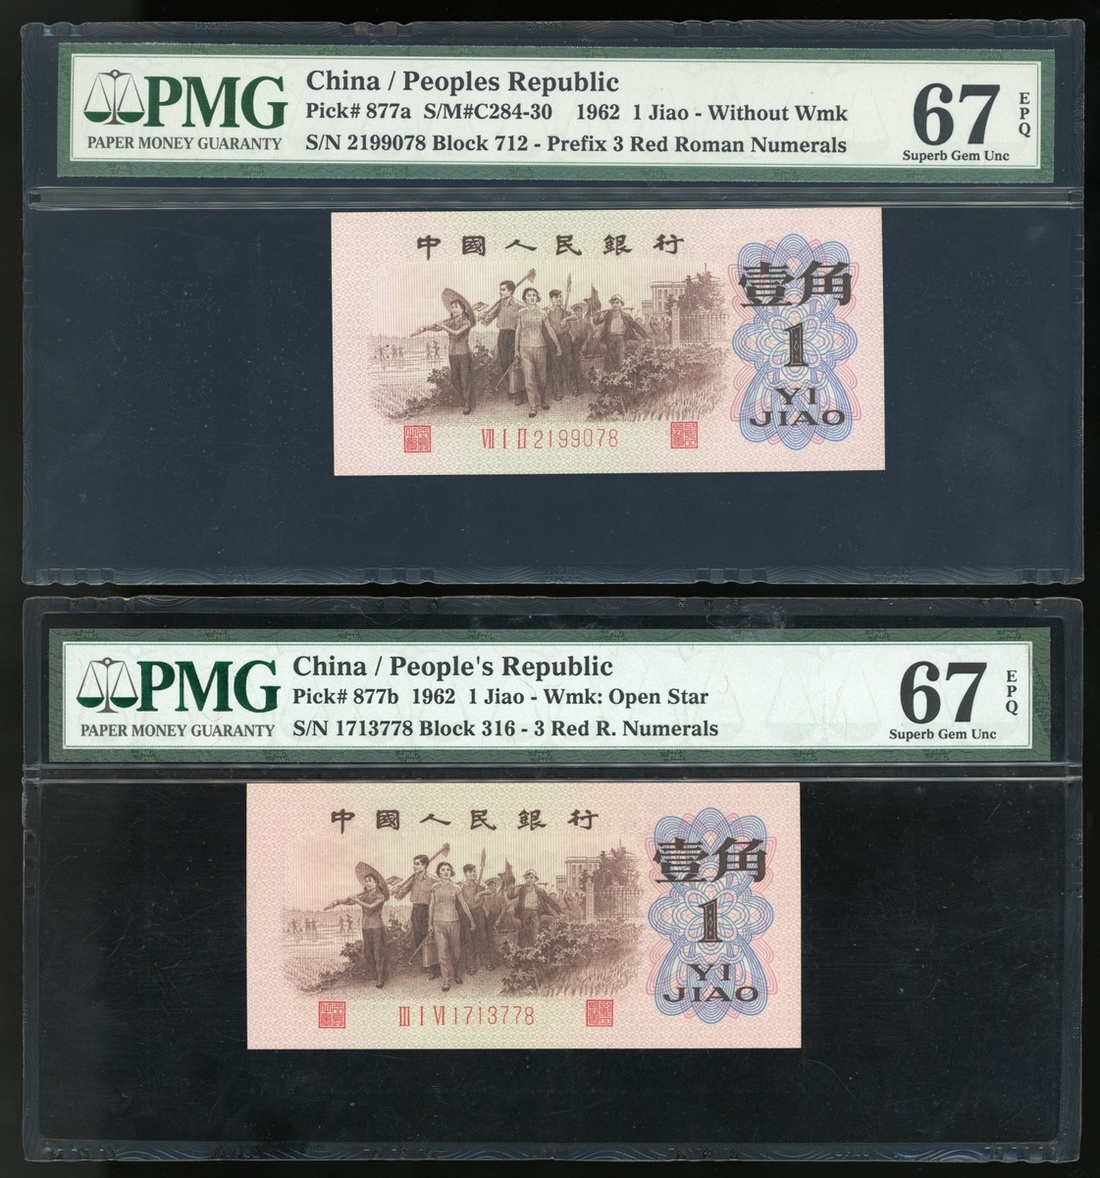 PMG
PAPER MONEY GUARANTY
China / Peoples Republic
Pick# 877a S/M#C284-30 1962 1 Jiao - Without Wmk
S/N 2199078 Block 712 - Prefix 3 Red Roman Numerals
67
EPQ
Superb Gem Unc
中國人民銀行
壹角
1
YI
JIAO
VII I II 2199078
PMG
PAPER MONEY GUARANTY
China / People's Republic
Pick# 877b 1962 1 Jiao - Wmk: Open Star
S/N 1713778 Block 316 - 3 Red R. Numerals
67
EPQ
Superb Gem Unc
中國人民銀行
壹角
1
YI
JIAO
III I VI 1713778